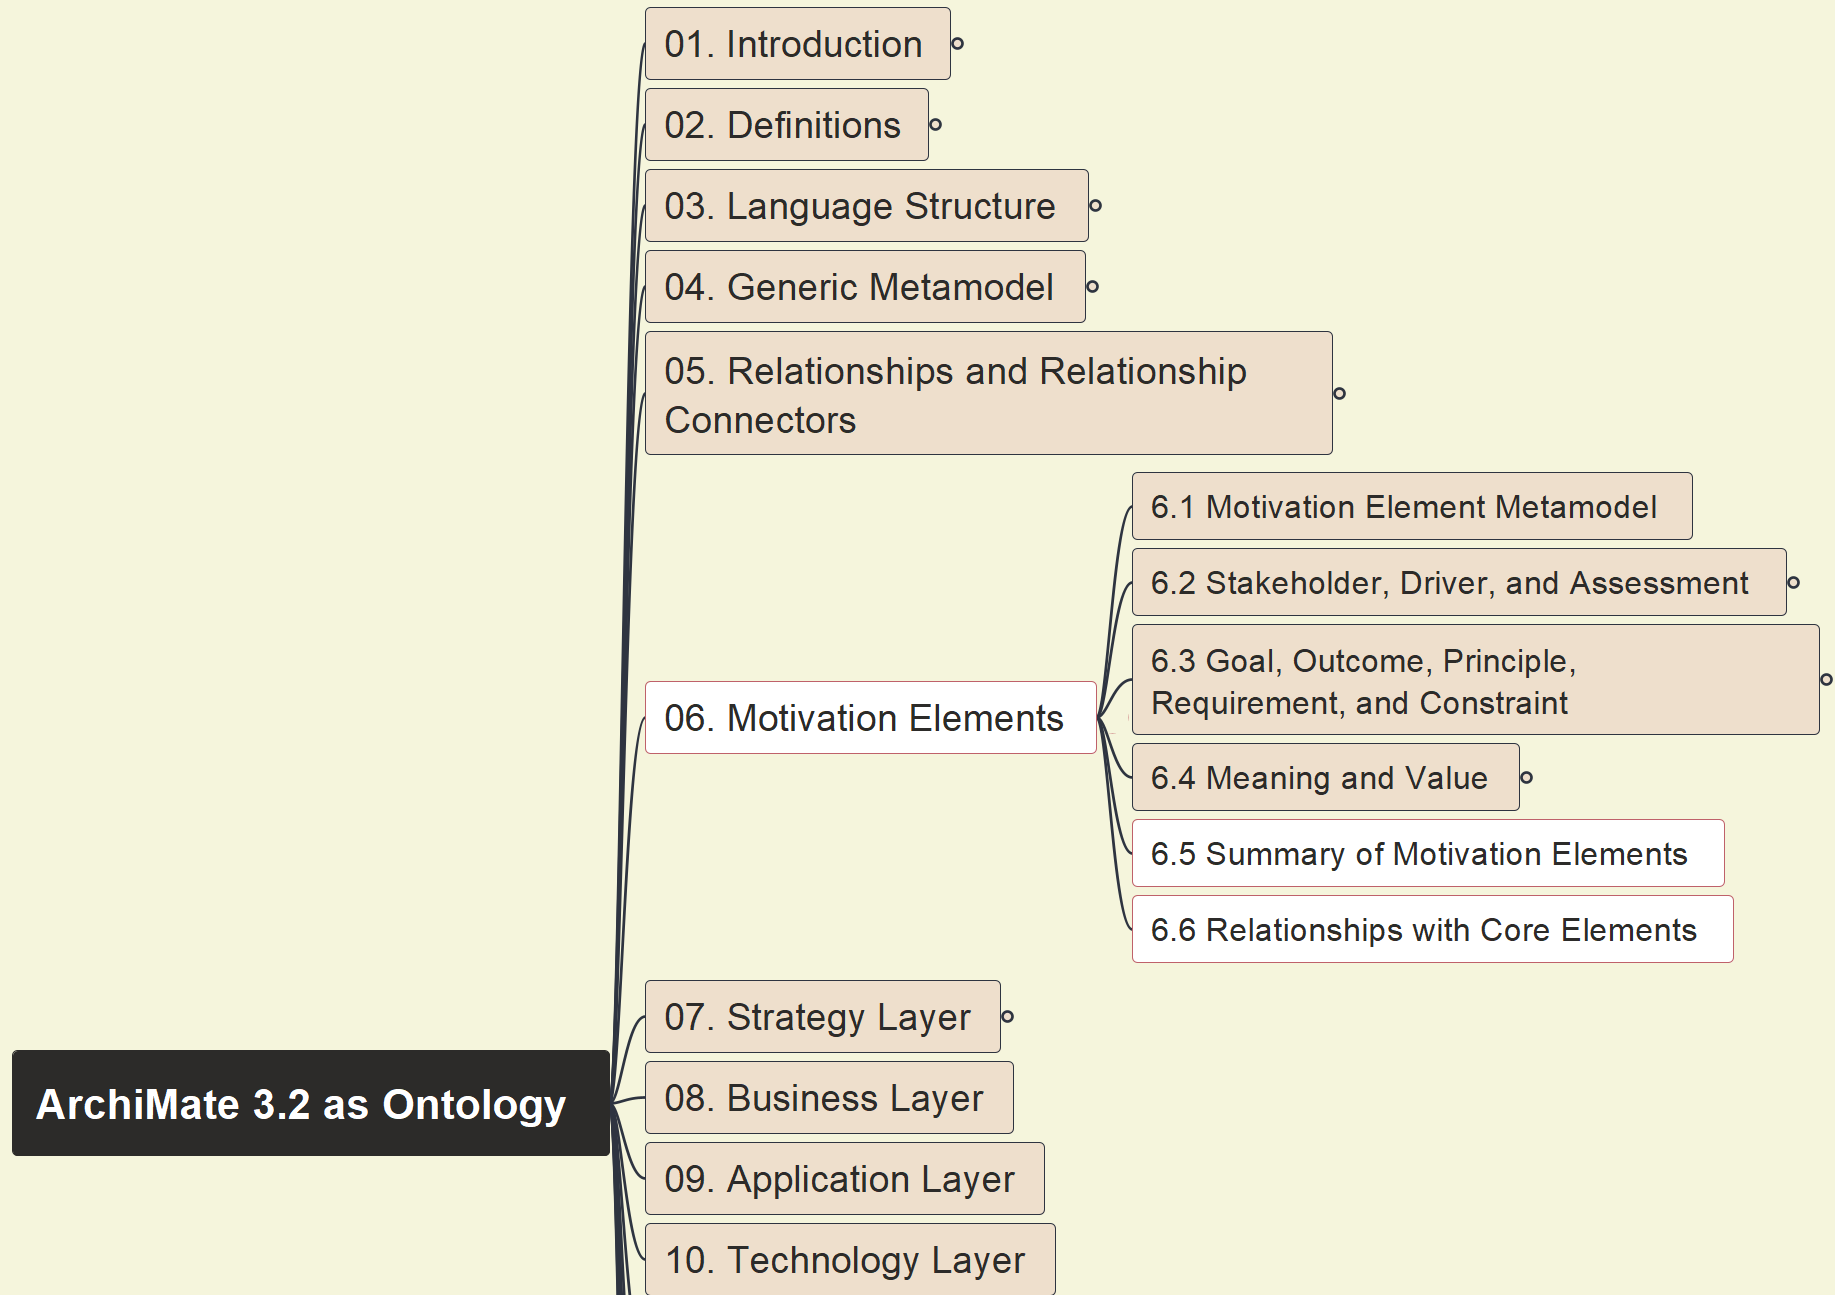 01. Introduction
02. Definitions
03. Language Structure
04. Generic Metamodel
05. Relationships and Relationship
Connectors
06. Motivation Elements
6.1 Motivation Element Metamodel
6.2 Stakeholder, Driver, and Assessment
6.3 Goal, Outcome, Principle,
Requirement, and Constraint
6.4 Meaning and Value
6.5 Summary of Motivation Elements
6.6 Relationships with Core Elements
07. Strategy Layer
08. Business Layer
ArchiMate 3.2 as Ontology
09. Application Layer
10. Technology Layer